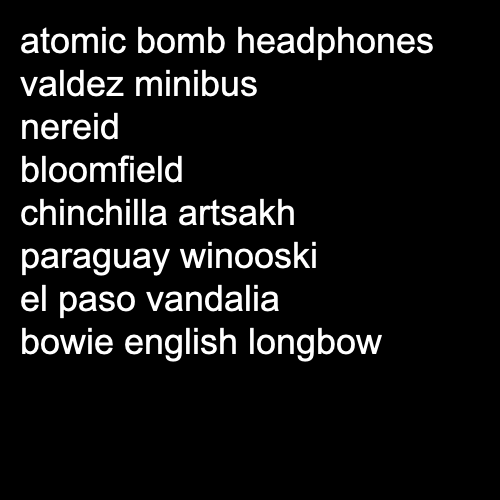 atomic bomb headphones
valdez minibus
nereid
bloomfield
chinchilla artsakh
paraguay winooski
el paso vandalia
bowie english longbow